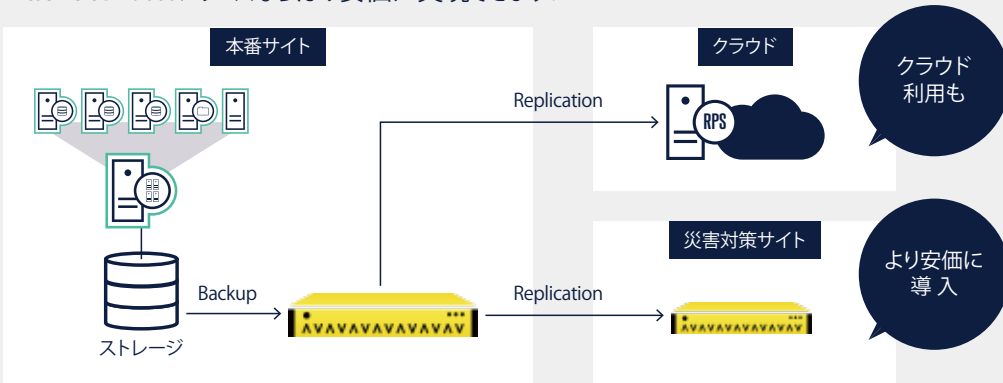 本番サイト
クラウド
クラウド
利用も
Replication
RPS
災害対策サイト
より安価に
導 入
Backup
Replication
ストレージ